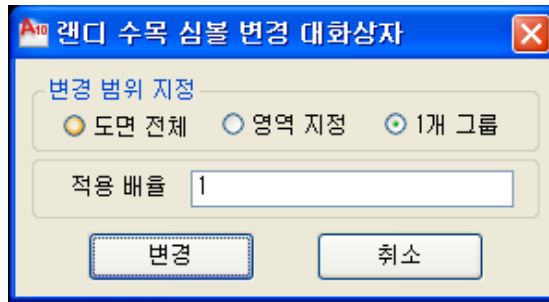 A10 랜디 수목 심볼 변경 대화상자
변경 범위 지정
도면 전체 영역 지정 1개 그룹
적용 배율 1
변경 취소